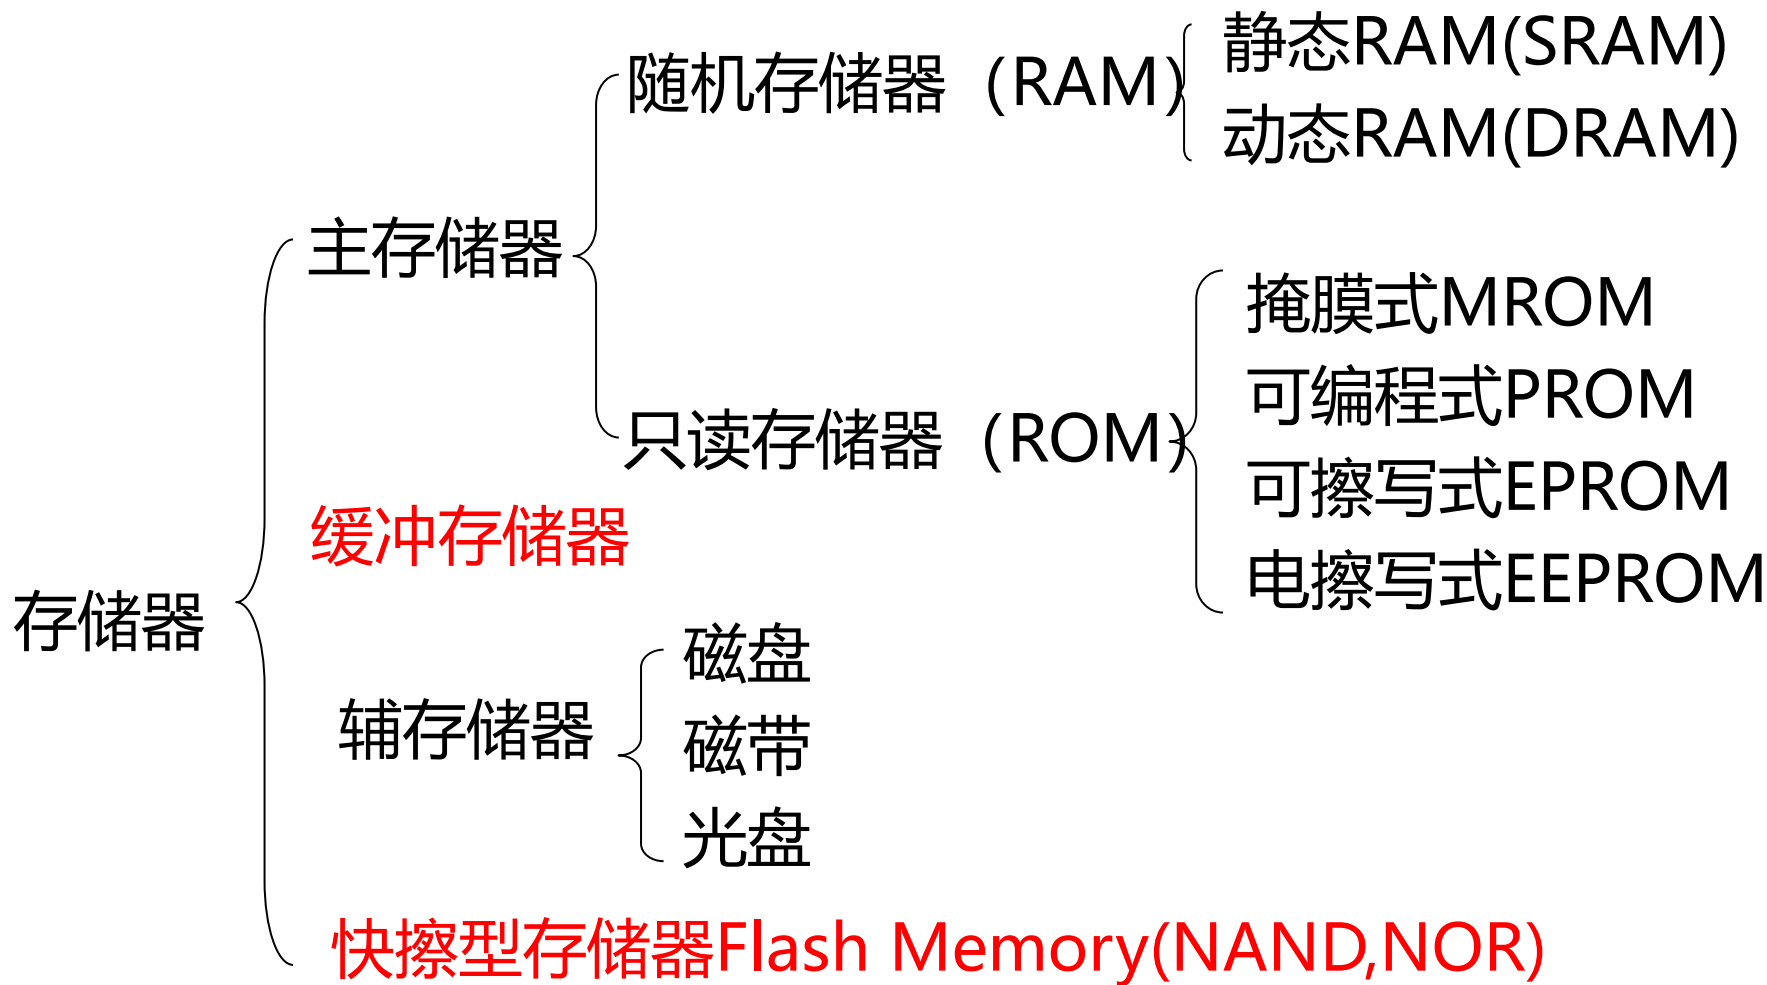 静态RAM(SRAM)
随机存储器（RAM）
动态RAM(DRAM)
主存储器
掩膜式MROM
可编程式PROM
只读存储器（ROM）
可擦写式EPROM
缓冲存储器
电擦写式EEPROM
存储器
磁盘
辅存储器
磁带
光盘
快擦型存储器Flash Memory(NAND,NOR)